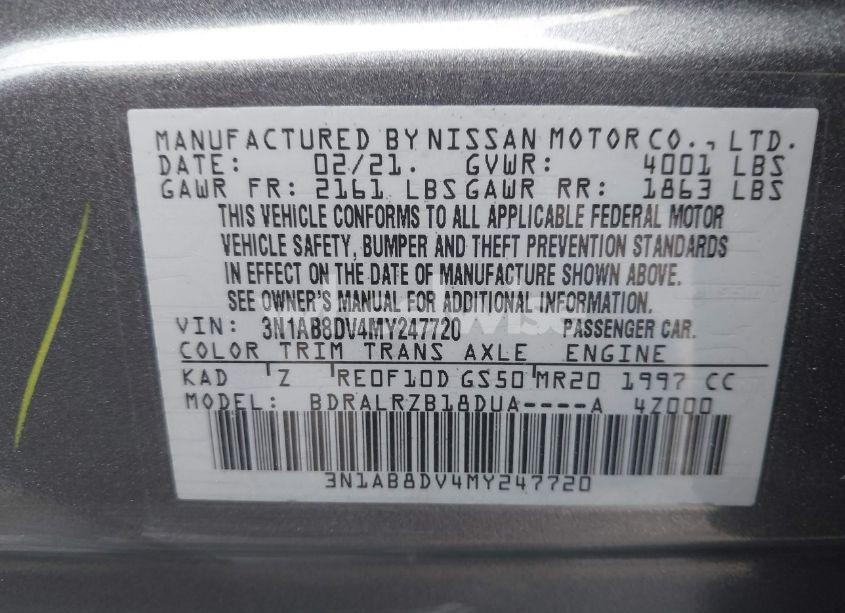 MANUFACTURED BY NISSAN MOTOR CO., LTD.
DATE: 02/21. GVWR: 4001 LBS
GAWR FR: 2161 LBS GAWR RR: 1863 LBS
THIS VEHICLE CONFORMS TO ALL APPLICABLE FEDERAL MOTOR
VEHICLE SAFETY, BUMPER AND THEFT PREVENTION STANDARDS
IN EFFECT ON THE DATE OF MANUFACTURE SHOWN ABOVE.
SEE OWNER'S MANUAL FOR ADDITIONAL INFORMATION.
VIN: 3N1AB8DV4MY247720 PASSENGER CAR.
COLOR TRIM TRANS AXLE ENGINE
KAD Z RE0F10D GS50 MR20 1997 CC
MODEL: BDRALRZB18DUA----A 4Z000
3N1AB8DV4MY247720